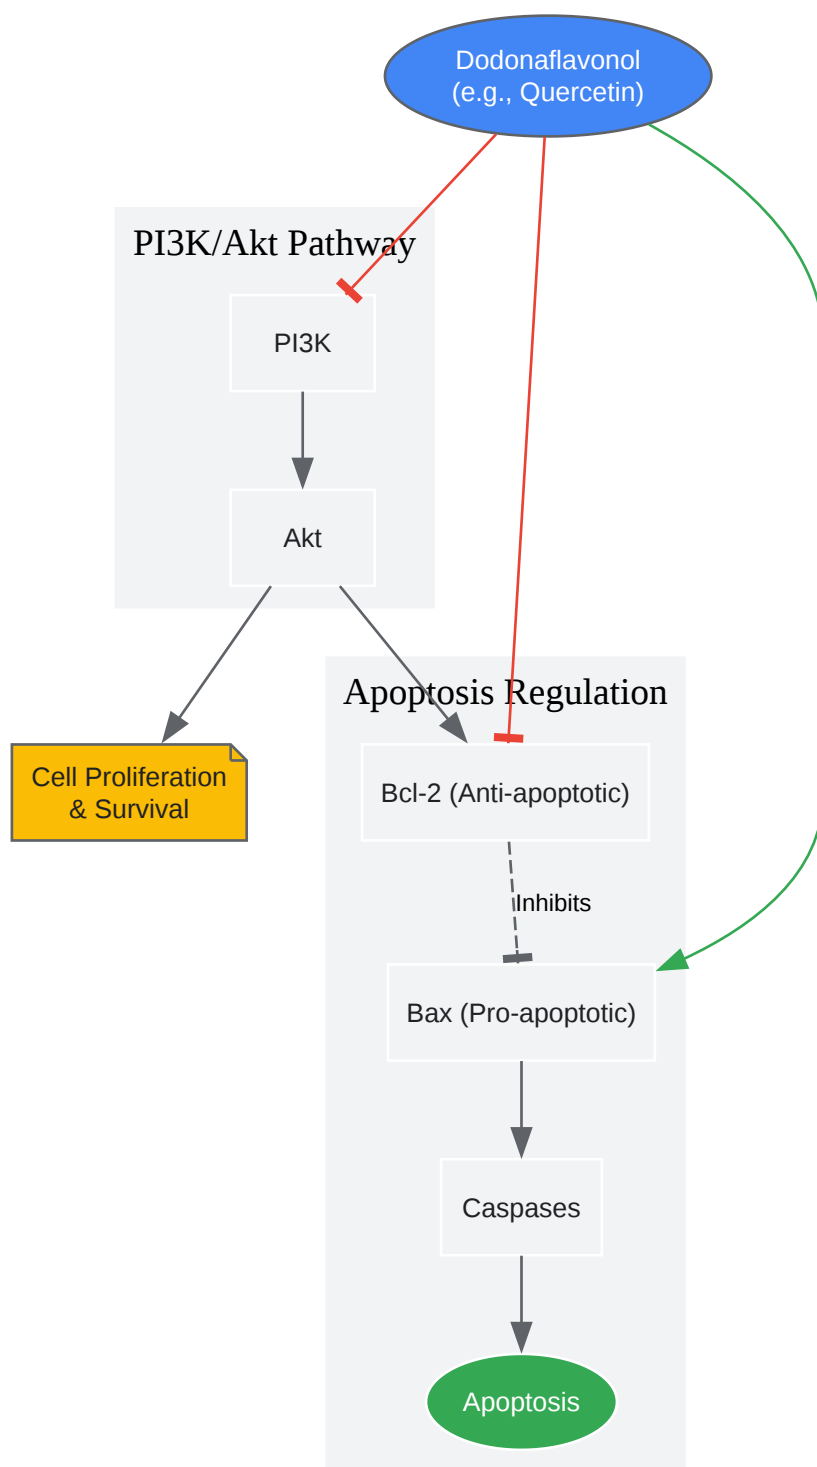 Dodonaflavonol
(e.g., Quercetin)
PI3K/Akt Pathway
PI3K
Akt
Apoptosis Regulation
Cell Proliferation
& Survival
Bcl-2 (Anti-apoptotic)
Inhibits
Bax (Pro-apoptotic)
Caspases
Apoptosis